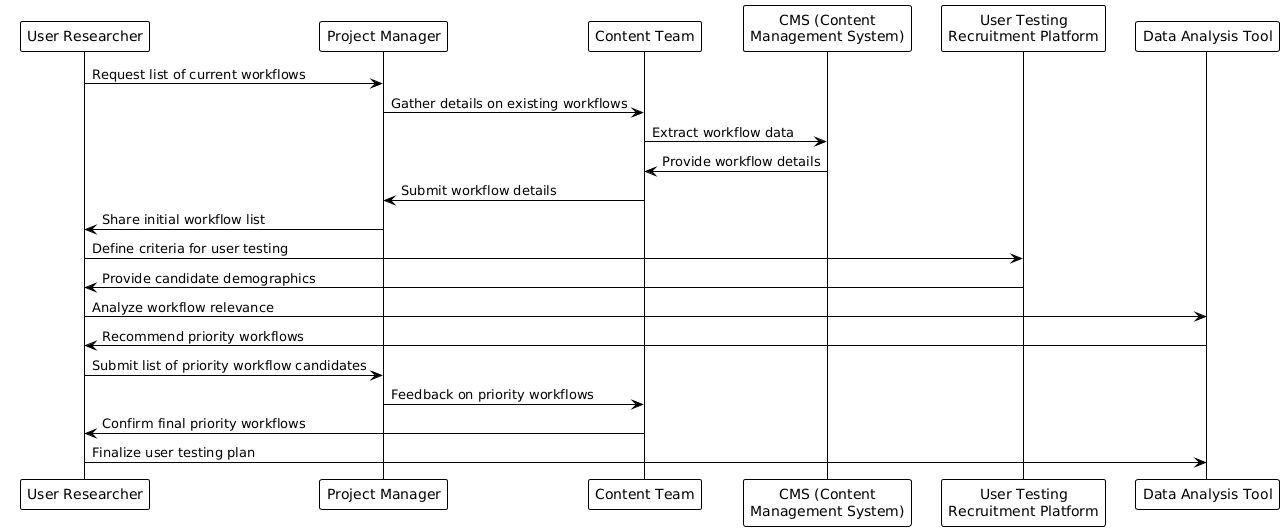 User Researcher
Project Manager
Content Team
CMS (Content
Management System)
User Testing
Recruitment Platform
Data Analysis Tool
Request list of current workflows
Gather details on existing workflows
Extract workflow data
Provide workflow details
Submit workflow details
Share initial workflow list
Define criteria for user testing
Provide candidate demographics
Analyze workflow relevance
Recommend priority workflows
Submit list of priority workflow candidates
Feedback on priority workflows
Confirm final priority workflows
Finalize user testing plan
User Researcher
Project Manager
Content Team
CMS (Content
Management System)
User Testing
Recruitment Platform
Data Analysis Tool